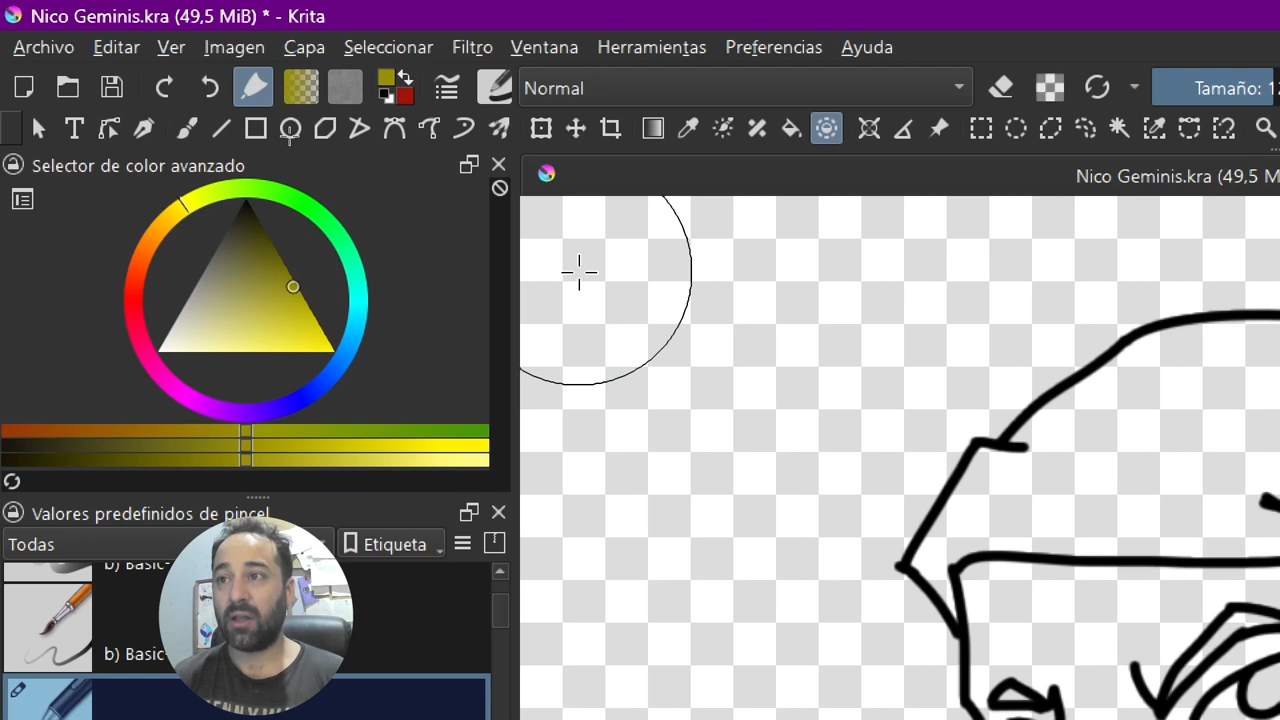 Nico Geminis.kra (49,5 MiB) * - Krita
Archivo Editar Ver Imagen Capa Seleccionar Filtro Ventana Herramientas Preferencias Ayuda
Normal
Tamaño: 1
Selector de color avanzado
Nico Geminis.kra (49,5 M
Valores predefinidos de pincel
Todas
Etiqueta
b) Basic-
b) Basic-